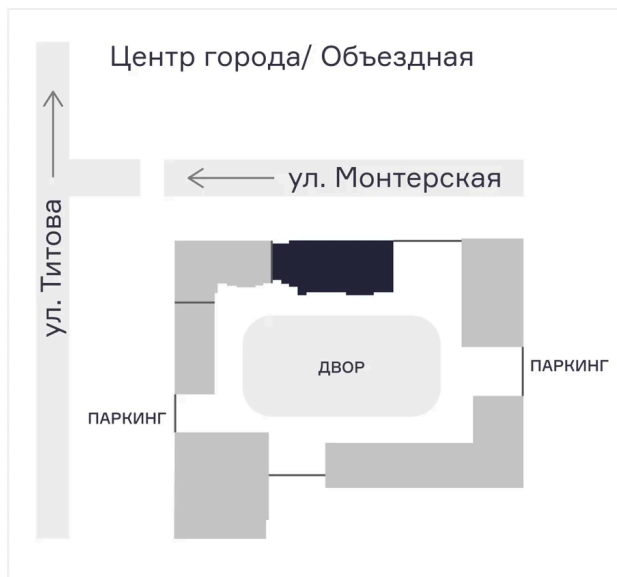 Центр города/ Объездная
ул. Монтерская
ул. Титова
ДВОР
ПАРКИНГ
ПАРКИНГ